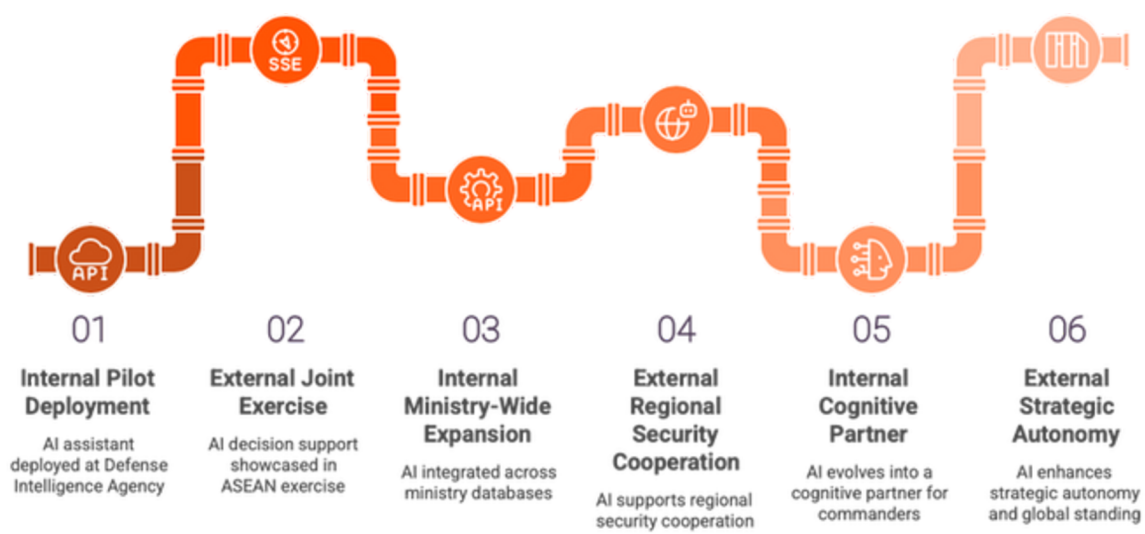 SSE
API
API
01
Internal Pilot
Deployment
AI assistant
deployed at Defense
Intelligence Agency
02
External Joint
Exercise
AI decision support
showcased in
ASEAN exercise
03
Internal
Ministry-Wide
Expansion
AI integrated across
ministry databases
04
External
Regional
Security
Cooperation
AI supports regional
security cooperation
05
Internal
Cognitive
Partner
AI evolves into a
cognitive partner for
commanders
06
External
Strategic
Autonomy
AI enhances
strategic autonomy
and global standing